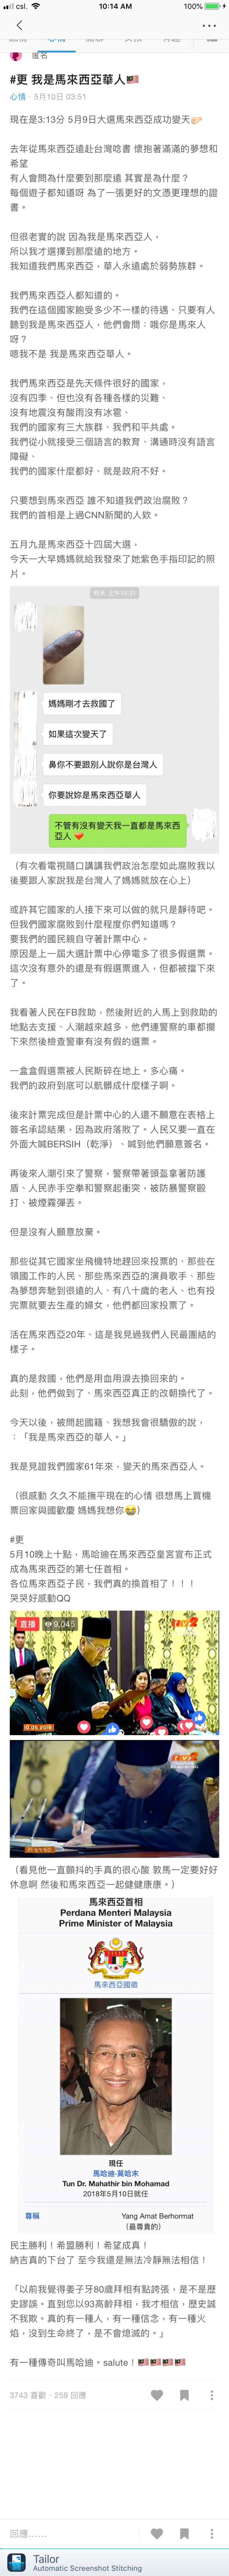 csl.
10:14 AM
100%
匿名
#更 我是馬來西亞華人🇲🇾
心情 · 5月10日 03:51
現在是3:13分 5月9日大選馬來西亞成功變天
去年從馬來西亞遠赴台灣唸書 懷抱著滿滿的夢想和
希望
有人會問為什麼要到那麼遠 其實是為什麼？
每個遊子都知道呀 為了一張更好的文憑更理想的證
書。
但很老實的說 因為我是馬來西亞人，
所以我才選擇到那麼遠的地方。
我知道我們馬來西亞，華人永遠處於弱勢族群。
我們馬來西亞人都知道的。
我們在這個國家飽受多少不一樣的待遇、只要有人
聽到我是馬來西亞人，他們會問：哦你是馬來人
呀？
嗯我不是 我是馬來西亞華人。
我們馬來西亞是先天條件很好的國家，
沒有四季、但也沒有各種各樣的災難、
沒有地震沒有酸雨沒有冰雹、
我們的國家有三大族群、我們和平共處。
我們從小就接受三個語言的教育、溝通時沒有語言
障礙、
我們的國家什麼都好、就是政府不好。
只要想到馬來西亞 誰不知道我們政治腐敗？
我們的首相是上過CNN新聞的人欸。
五月九是馬來西亞十四屆大選，
今天一大早媽媽就給我發來了她紫色手指印記的照
片。
昨天 上午10:31
媽媽剛才去救國了
如果這次變天了
鼻你不要跟別人說你是台灣人
你要說妳是馬來西亞華人
不管有沒有變天我一直都是馬來西
亞人 ❤️
（有次看電視隨口講講我們政治怎麼如此腐敗我以
後要跟人家說我是台灣人了媽媽就放在心上）
或許其它國家的人接下來可以做的就只是靜待吧。
但我們國家腐敗到什麼程度你們知道嗎？
要我們的國民親自守著計票中心。
原因是上一屆大選計票中心停電多了很多假選票。
這次沒有意外的還是有假選票進入，但都被擋下來
了。
我看著人民在FB救助，然後附近的人馬上到救助的
地點去支援、人潮越來越多，他們連警察的車都攔
下來然後檢查警車有沒有假的選票。
一盒盒假選票被人民斯碎在地上。多心痛。
我們的政府到底可以骯髒成什麼樣子啊。
後來計票完成但是計票中心的人還不願意在表格上
簽名承認結果，因為政府落敗了。人民又要一直在
外面大喊BERSIH（乾淨）、喊到他們願意簽名。
再後來人潮引來了警察，警察帶著頭盔拿著防護
盾、人民赤手空拳和警察起衝突，被防暴警察毆
打、被煙霧彈丟。
但是沒有人願意放棄。
那些從其它國家坐飛機特地趕回來投票的、那些在
領國工作的人民、那些馬來西亞的演員歌手、那些
為夢想奔馳到很遠的人、有八十歲的老人、也有投
完票就要去生產的婦女，他們都回家投票了。
活在馬來西亞20年、這是我見過我們人民最團結的
樣子。
真的是救國，他們是用血用淚去換回來的。
此刻，他們做到了、馬來西亞真正的改朝換代了。
今天以後，被問起國籍、我想我會很驕傲的說，
：「我是馬來西亞的華人。」
我是見證我們國家61年來，變天的馬來西亞人。
（很感動 久久不能撫平現在的心情 很想馬上買機
票回家與國歡慶 媽媽我想你😭）
#更
5月10晚上十點，馬哈迪在馬來西亞皇宮宣布正式
成為馬來西亞的第七任首相。
各位馬來西亞子民，我們真的換首相了！！！
哭哭好感動QQ
直播
9,045
10.05.2018
（看見他一直顫抖的手真的很心酸 敦馬一定要好好
休息啊 然後和馬來西亞一起健健康康。）
馬來西亞首相
Perdana Menteri Malaysia
Prime Minister of Malaysia
馬來西亞國徽
現任
馬哈迪·莫哈末
Tun Dr. Mahathir bin Mohamad
2018年5月10日就任
尊稱
Yang Amat Berhormat
（最尊貴的）
民主勝利！希盟勝利！希望成真！
納吉真的下台了 至今我還是無法冷靜無法相信！
「以前我覺得姜子牙80歲拜相有點誇張，是不是歷
史謬誤。直到您以93高齡拜相，我才相信，歷史誠
不我欺。真的有一種人，有一種信念，有一種火
焰，沒到生命終了，是不會熄滅的。」
有一種傳奇叫馬哈迪。salute！🇲🇾🇲🇾🇲🇾🇲🇾
3743 喜歡 · 259 回應
回應......
Tailor
Automatic Screenshot Stitching